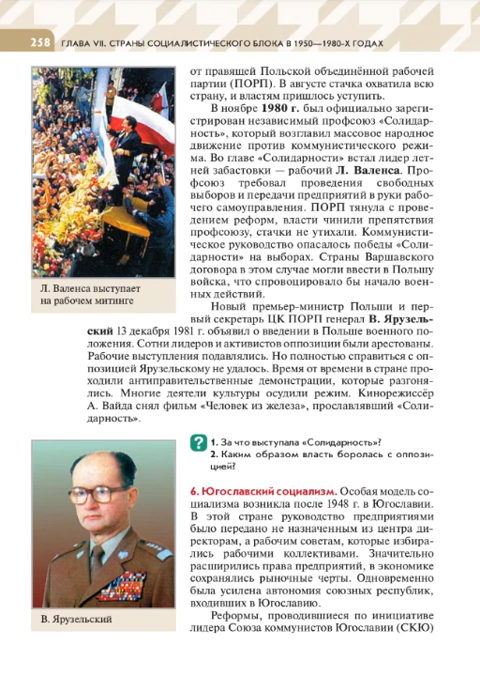 258 ГЛАВА VII. СТРАНЫ СОЦИАЛИСТИЧЕСКОГО БЛОКА В 1950—1980-Х ГОДАХ
от правящей Польской объединённой рабочей
партии (ПОРП). В августе стачка охватила всю
страну, и властям пришлось уступить.
В ноябре 1980 г. был официально зареги-
стрирован независимый профсоюз «Солидар-
ность», который возглавил массовое народное
движение против коммунистического режи-
ма. Во главе «Солидарности» встал лидер лет-
ней забастовки — рабочий Л. Валенса. Про-
фсоюз требовал проведения свободных
выборов и передачи предприятий в руки рабо-
чего самоуправления. ПОРП тянула с прове-
дением реформ, власти чинили препятствия
профсоюзу, стачки не утихали. Коммунисти-
ческое руководство опасалось победы «Соли-
дарности» на выборах. Страны Варшавского
договора в этом случае могли ввести в Польшу
войска, что спровоцировало бы начало воен-
ных действий.
Л. Валенса выступает
на рабочем митинге
Новый премьер-министр Польши и пер-
вый секретарь ЦК ПОРП генерал В. Ярузель-
ский 13 декабря 1981 г. объявил о введении в Польше военного по-
ложения. Сотни лидеров и активистов оппозиции были арестованы.
Рабочие выступления подавлялись. Но полностью справиться с оп-
позицией Ярузельскому не удалось. Время от времени в стране про-
ходили антиправительственные демонстрации, которые разгоня-
лись. Многие деятели культуры осудили режим. Кинорежиссёр
А. Вайда снял фильм «Человек из железа», прославлявший «Соли-
дарность».
? 1. За что выступала «Солидарность»?
2. Каким образом власть боролась с оппози-
цией?
6. Югославский социализм. Особая модель со-
циализма возникла после 1948 г. в Югославии.
В этой стране руководство предприятиями
было передано не назначенным из центра ди-
ректорам, а рабочим советам, которые избира-
лись рабочими коллективами. Значительно
расширились права предприятий, в экономике
сохранялись рыночные черты. Одновременно
была усилена автономия союзных республик,
входивших в Югославию.
Реформы, проводившиеся по инициативе
лидера Союза коммунистов Югославии (СКЮ)
В. Ярузельский